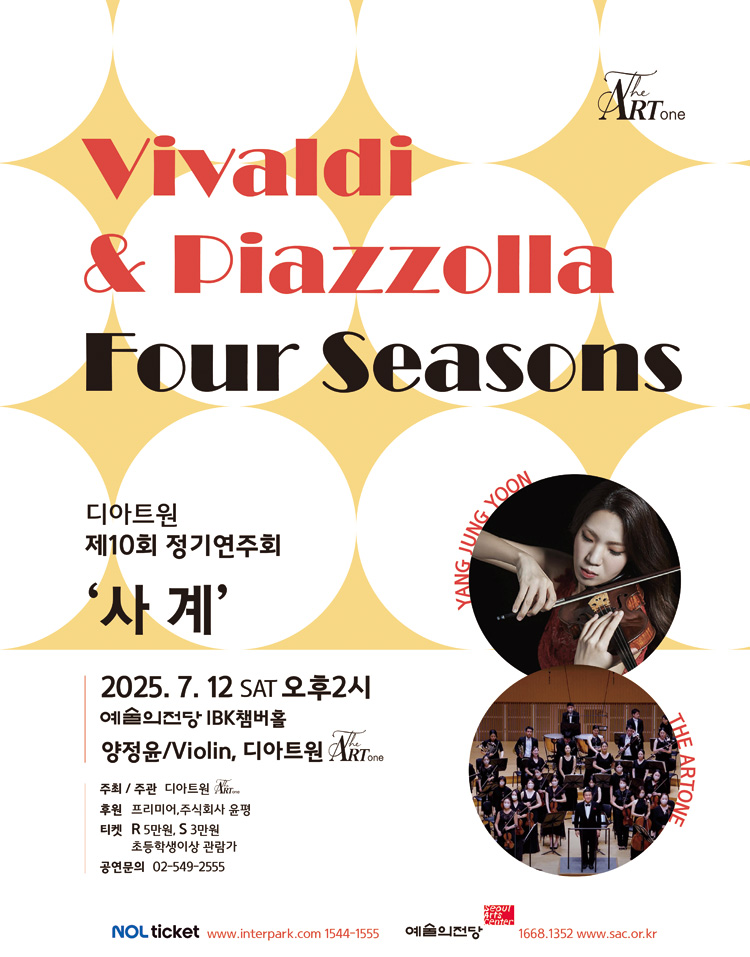 The ARTone
Vivaldi
& Piazzolla
Four Seasons
디아트원
제10회 정기연주회
‘사 계’
YANG JUNG YOON
2025. 7. 12 SAT 오후2시
예술의전당 IBK챔버홀
양정윤/Violin, 디아트원 The ARTone
THE ARTONE
주최 / 주관 디아트원 The ARTone
후원 프리미어,주식회사 윤평
티켓 R 5만원, S 3만원
초등학생이상 관람가
공연문의 02-549-2555
NOL ticket www.interpark.com 1544-1555
예술의전당 Seoul Arts Center 1668.1352 www.sac.or.kr